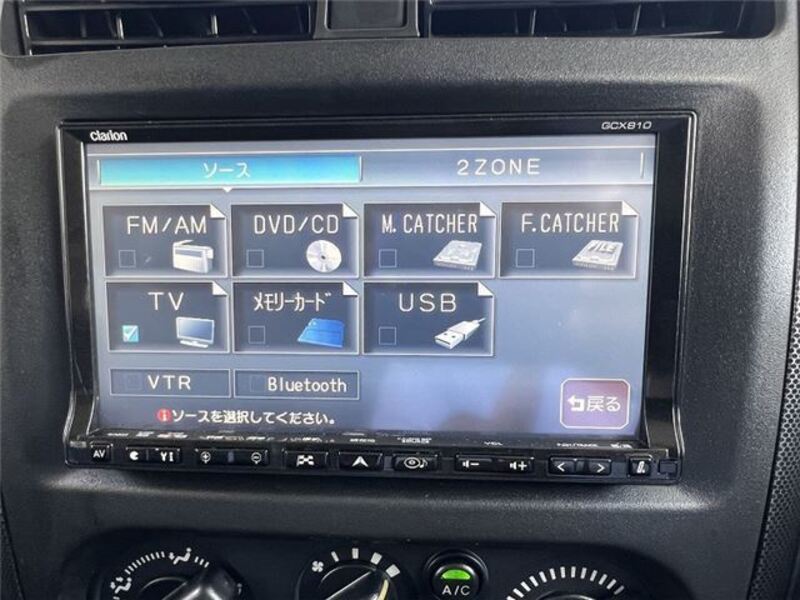 Clarion GCX810
ソース 2ZONE
FM/AM DVD/CD M.CATCHER F.CATCHER
TV メモリーカード USB
VTR Bluetooth
戻る
ソースを選択してください。
AV
A/C